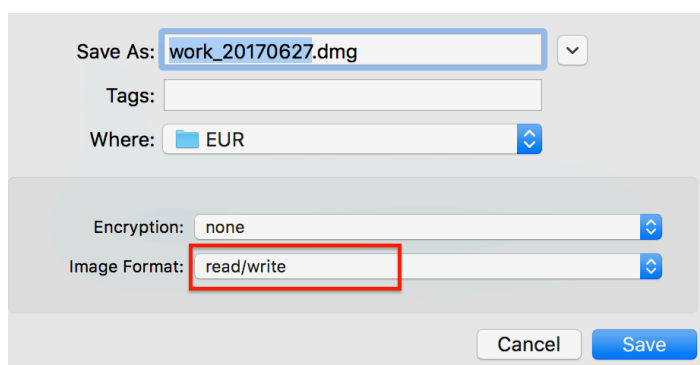 Save As: work_20170627.dmg
Tags:
Where: EUR
Encryption: none
Image Format: read/write
Cancel Save